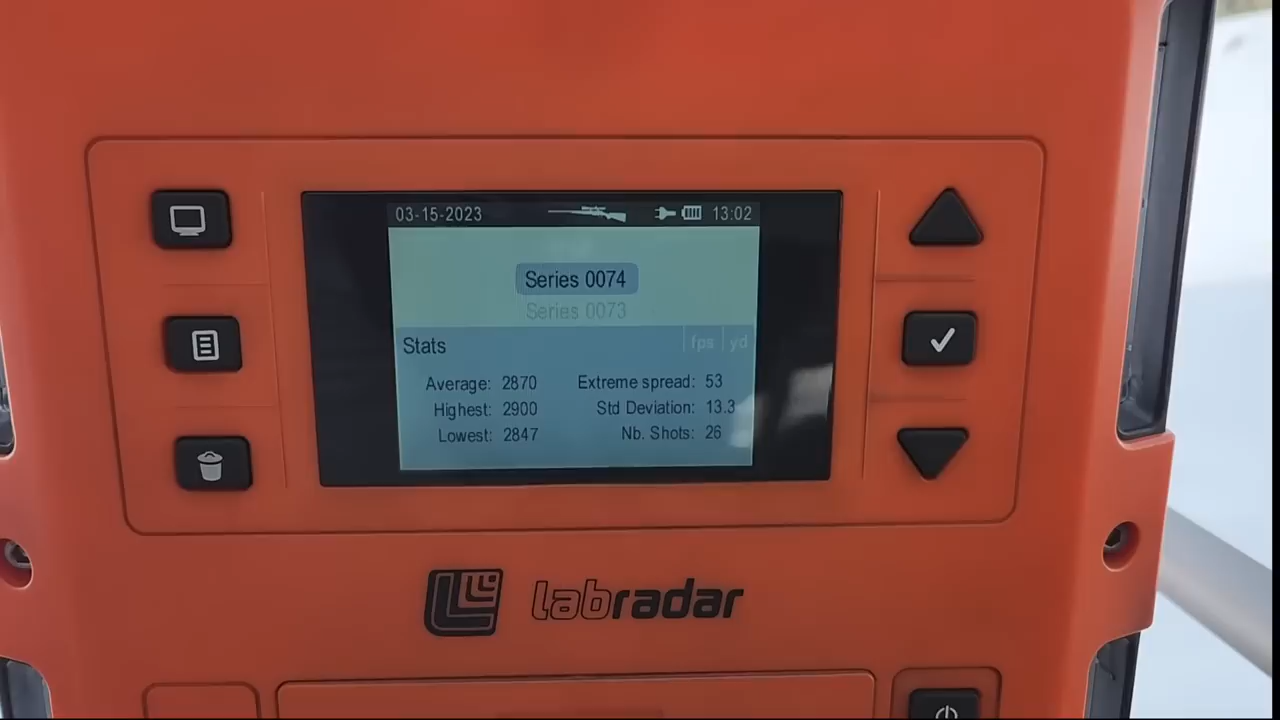 03-15-2023 13:02
Series 0074
Series 0073
Stats fps yd
Average: 2870 Extreme spread: 53
Highest: 2900 Std Deviation: 13.3
Lowest: 2847 Nb. Shots: 26
labradar